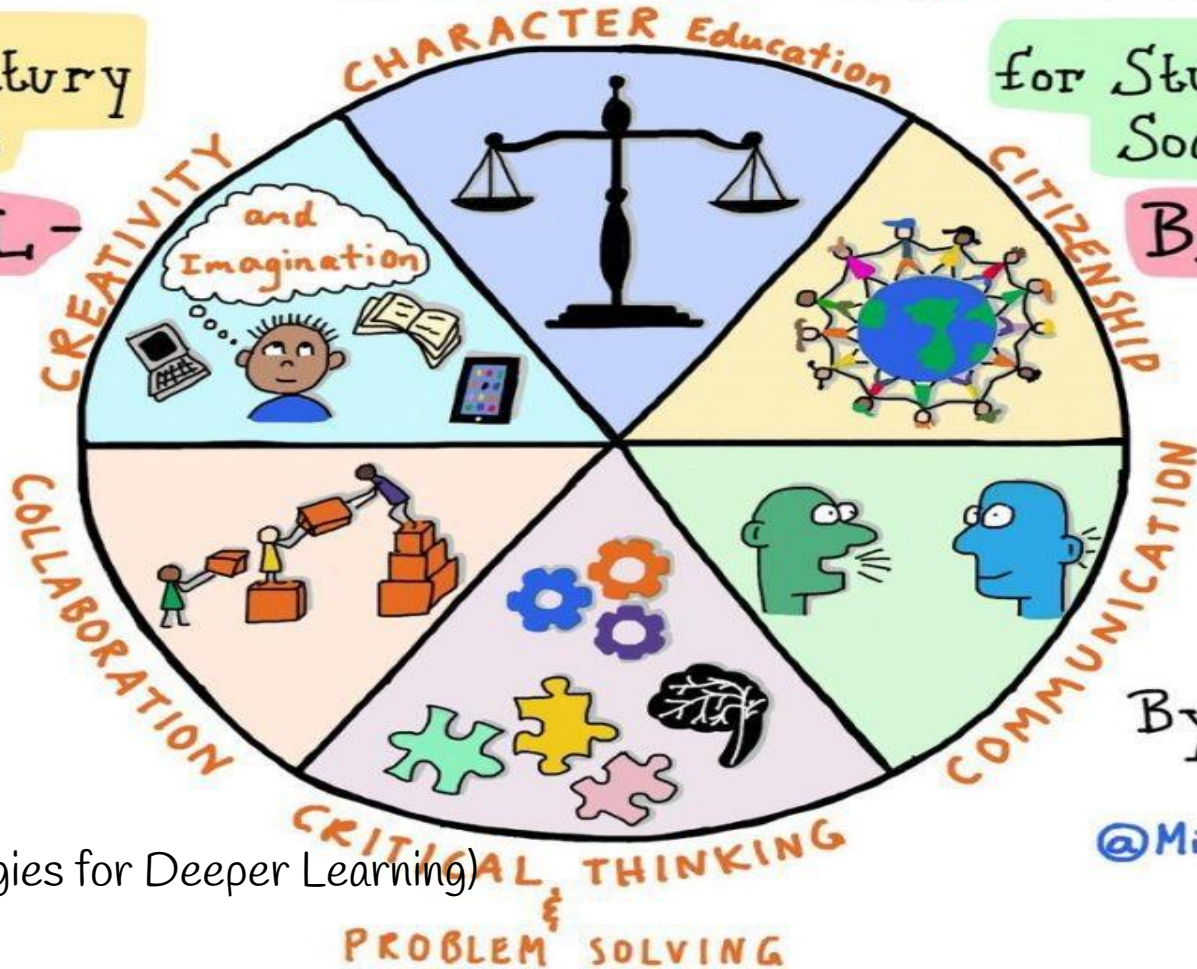 CHARACTER Education
tury
for Stu
Soc
L-
CREATIVITY
and
Imagination
CITIZENSHIP
COLLABORATION
COMMUNICATION
By
@Mi
gies for Deeper Learning)
CRITICAL THINKING
&
PROBLEM SOLVING